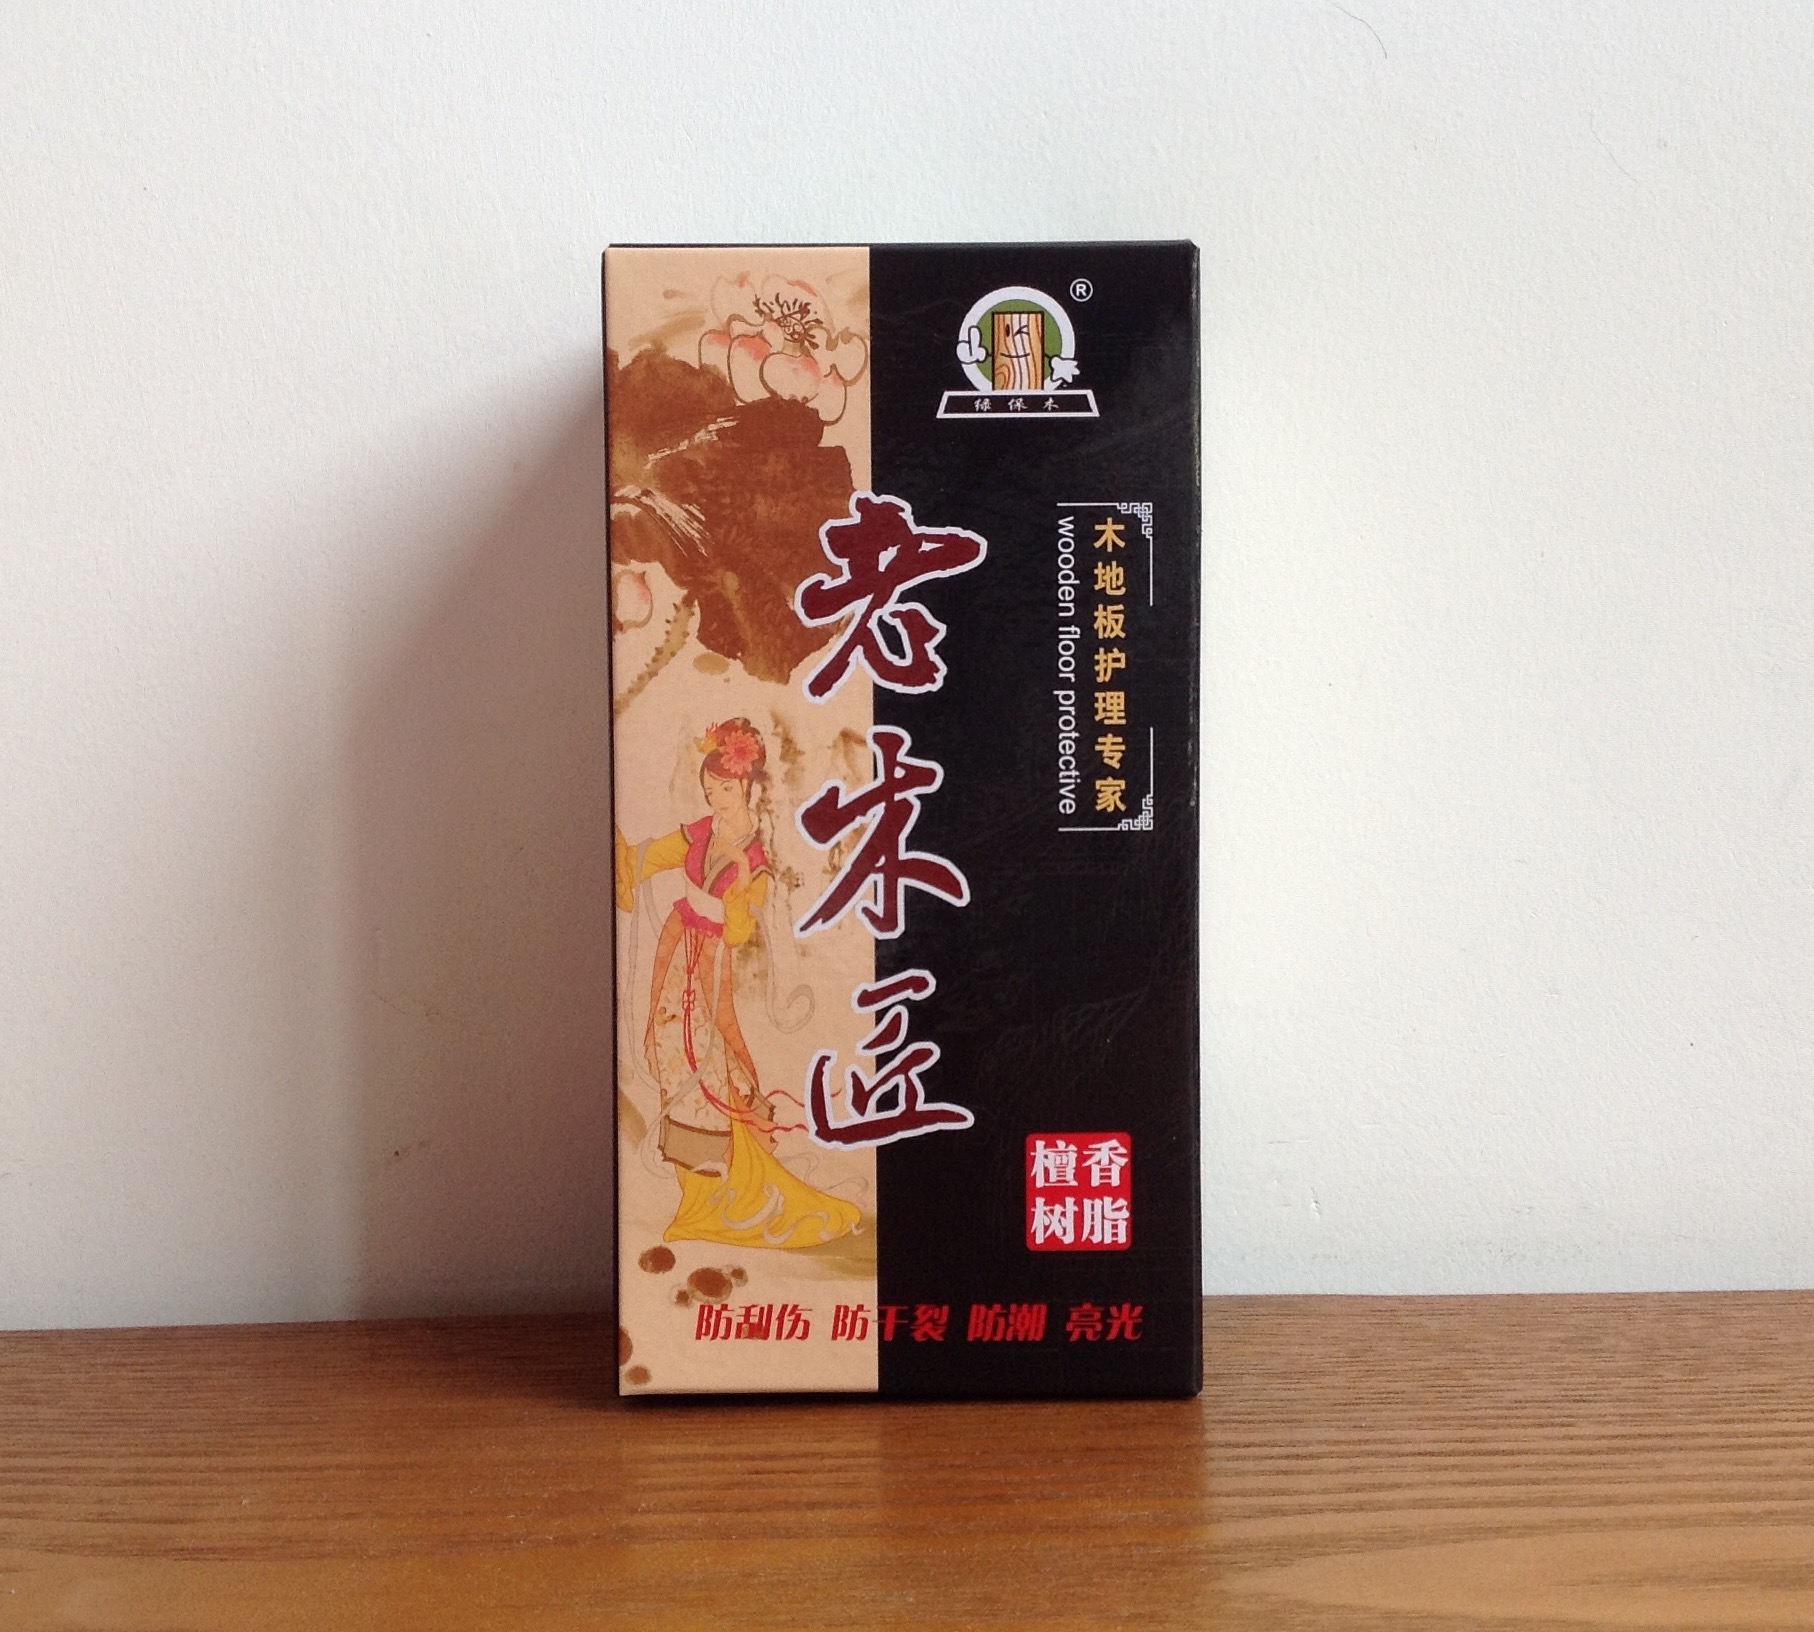 ®
绿保木
木地板护理专家
wooden floor protective
老木匠
檀香
树脂
防刮伤 防干裂 防潮 亮光